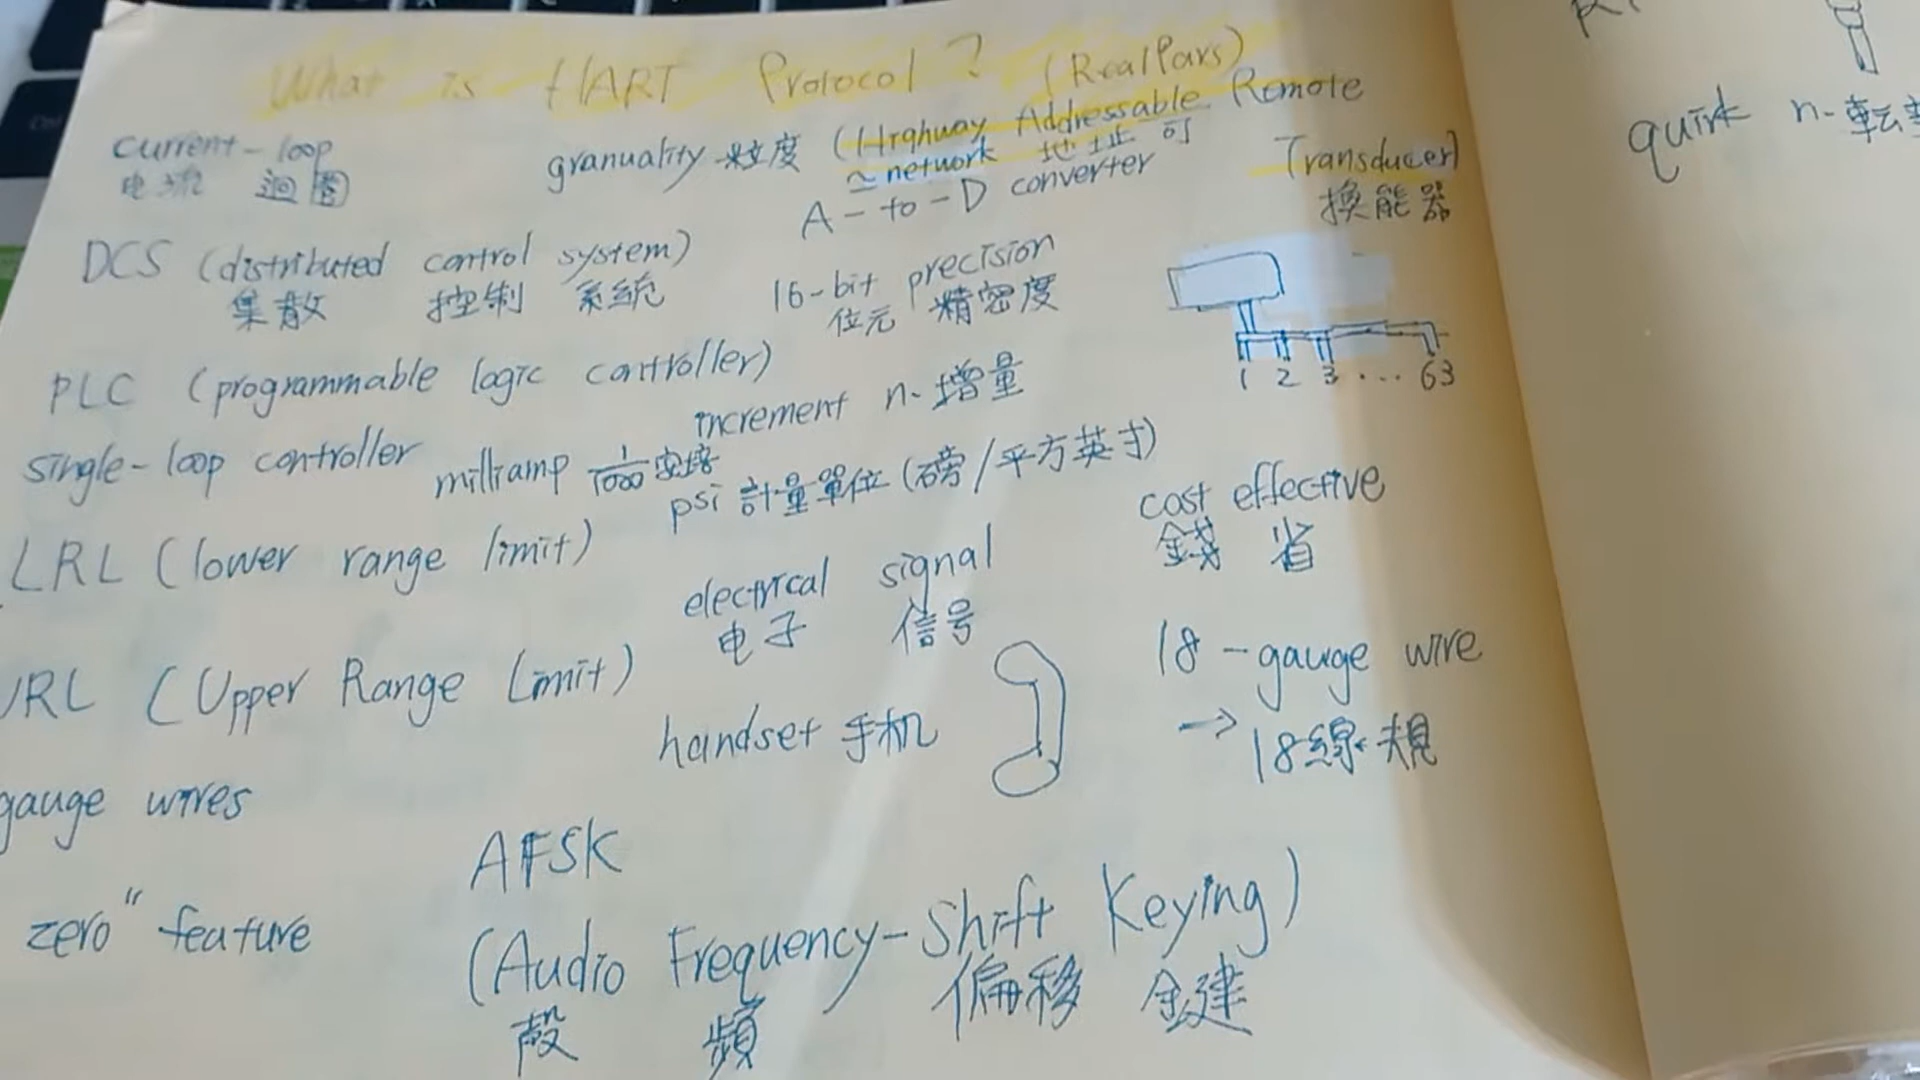 What is HART Protocol? (RealPars)
current-loop
电流 迴圈
granuality 粒度
(Highway Addressable Remote
≃ network 地址可
Transducer)
換能器
A-to-D converter
DCS (distributed control system)
集散 控制 系統
16-bit precision
位元 精密度
1 2 3 ... 63
PLC (programmable logic controller)
increment n. 增量
single-loop controller
milliamp 1/1000 安培
psi 計量單位 (磅/平方英寸)
cost effective
錢 省
LRL (lower range limit)
electrical signal
电子 信号
URL (Upper Range Limit)
handset 手机
18-gauge wire
→ 18線規
gauge wires
zero" feature
AFSK
(Audio Frequency-Shift Keying)
頻 偏移 鍵
quirk n.